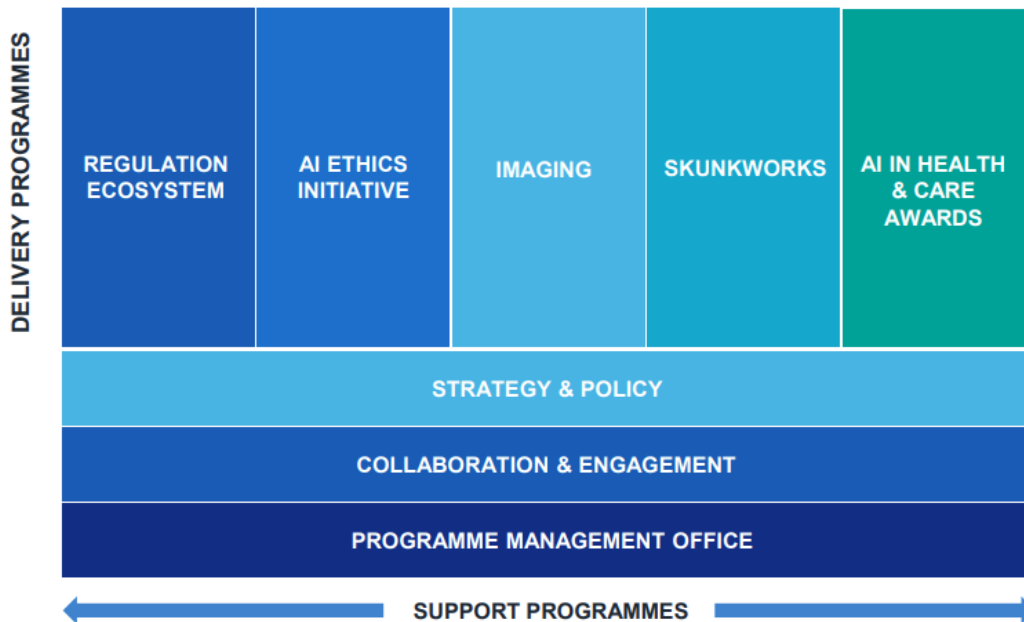 DELIVERY PROGRAMMES
REGULATION
ECOSYSTEM
AI ETHICS
INITIATIVE
IMAGING
SKUNKWORKS
AI IN HEALTH
& CARE
AWARDS
STRATEGY & POLICY
COLLABORATION & ENGAGEMENT
PROGRAMME MANAGEMENT OFFICE
SUPPORT PROGRAMMES